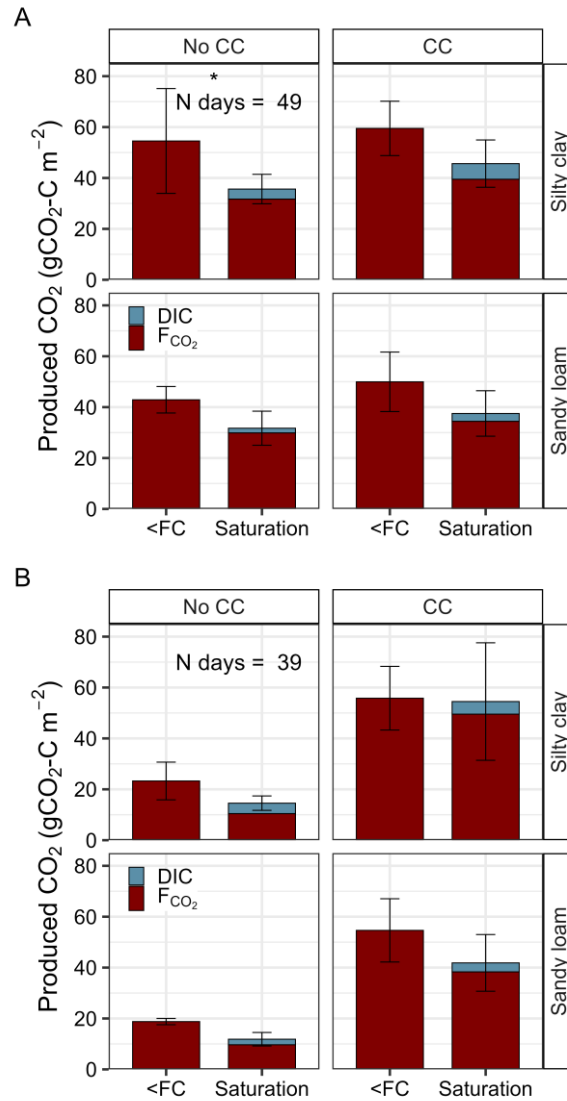 A
No CC
CC
Produced CO₂ (gCO₂-C m⁻²)
80
60
40
20
0
*
N days = 49
Silty clay
80
60
40
20
0
DIC
F_CO₂
Sandy loam
<FC
Saturation
<FC
Saturation
B
No CC
CC
Produced CO₂ (gCO₂-C m⁻²)
80
60
40
20
0
N days = 39
Silty clay
80
60
40
20
0
DIC
F_CO₂
Sandy loam
<FC
Saturation
<FC
Saturation